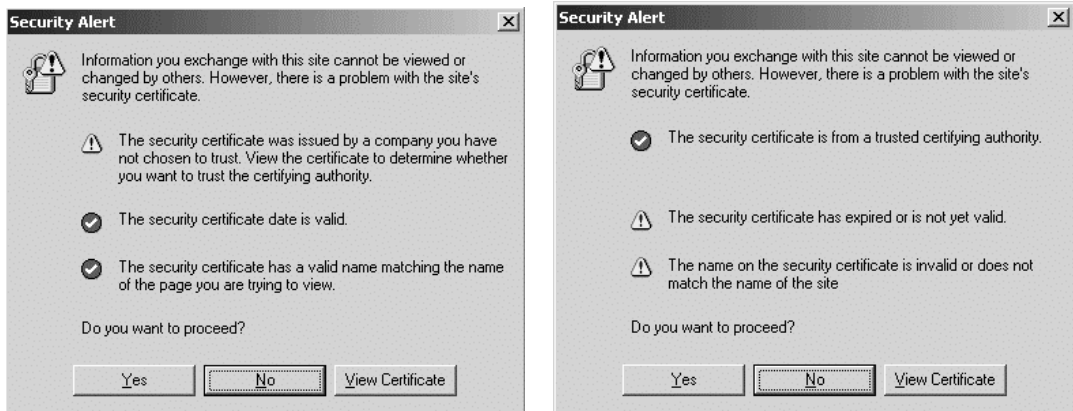 Security Alert
Information you exchange with this site cannot be viewed or
changed by others. However, there is a problem with the site's
security certificate.
The security certificate was issued by a company you have
not chosen to trust. View the certificate to determine whether
you want to trust the certifying authority.
The security certificate date is valid.
The security certificate has a valid name matching the name
of the page you are trying to view.
Do you want to proceed?
Yes
No
View Certificate
Security Alert
Information you exchange with this site cannot be viewed or
changed by others. However, there is a problem with the site's
security certificate.
The security certificate is from a trusted certifying authority.
The security certificate has expired or is not yet valid.
The name on the security certificate is invalid or does not
match the name of the site
Do you want to proceed?
Yes
No
View Certificate